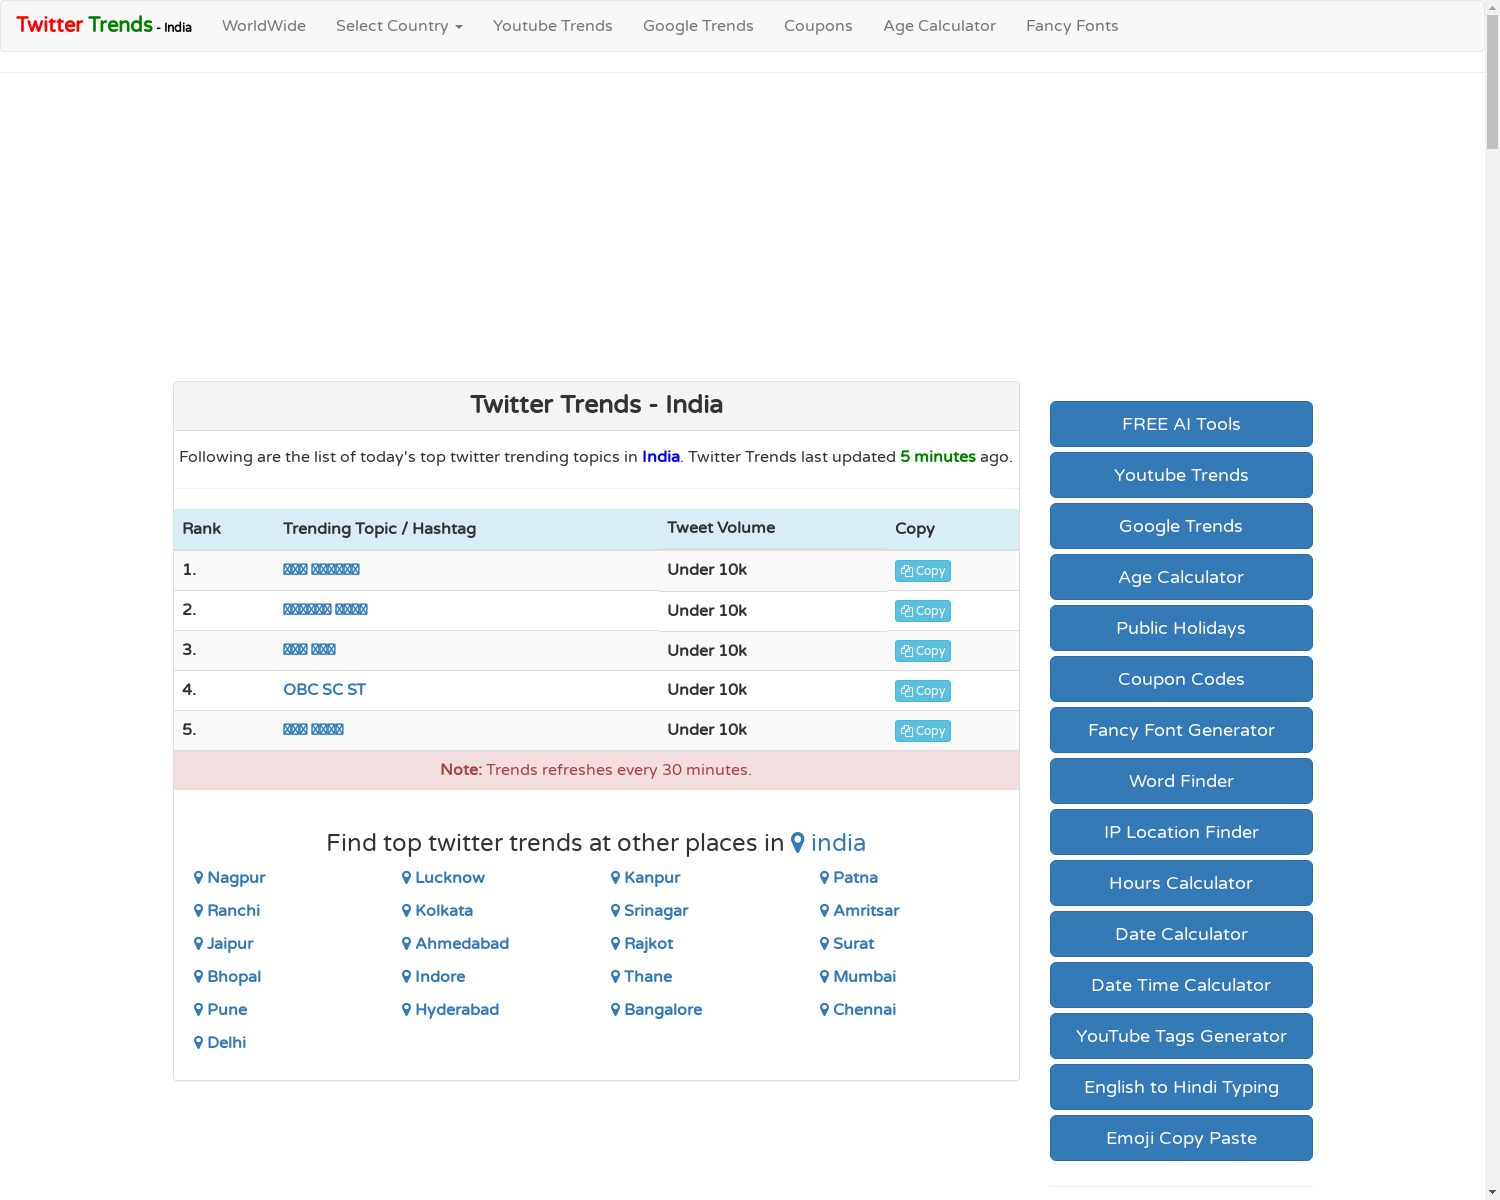 Twitter Trends - India WorldWide Select Country Youtube Trends Google Trends Coupons Age Calculator Fancy Fonts
Twitter Trends - India
Following are the list of today's top twitter trending topics in India. Twitter Trends last updated 5 minutes ago.
Rank Trending Topic / Hashtag Tweet Volume Copy
1. Under 10k Copy
2. Under 10k Copy
3. Under 10k Copy
4. OBC SC ST Under 10k Copy
5. Under 10k Copy
Note: Trends refreshes every 30 minutes.
Find top twitter trends at other places in india
Nagpur Lucknow Kanpur Patna
Ranchi Kolkata Srinagar Amritsar
Jaipur Ahmedabad Rajkot Surat
Bhopal Indore Thane Mumbai
Pune Hyderabad Bangalore Chennai
Delhi
FREE AI Tools
Youtube Trends
Google Trends
Age Calculator
Public Holidays
Coupon Codes
Fancy Font Generator
Word Finder
IP Location Finder
Hours Calculator
Date Calculator
Date Time Calculator
YouTube Tags Generator
English to Hindi Typing
Emoji Copy Paste